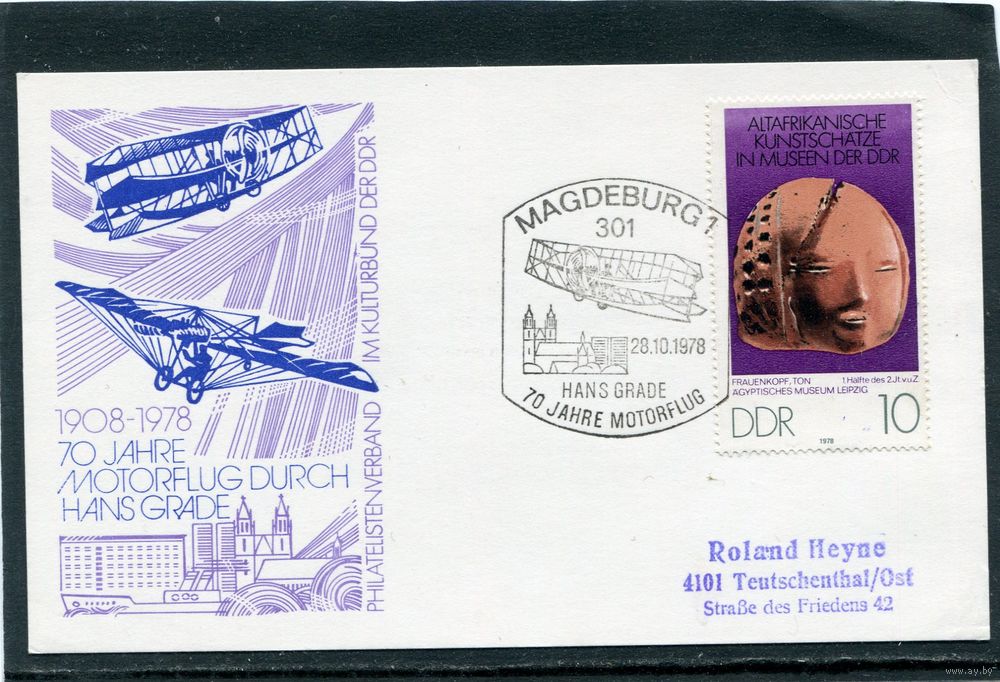 1908-1978
70 JAHRE
MOTORFLUG DURCH
HANS GRADE
PHILATELISTENVERBAND IM KULTURBUND DER DDR
MAGDEBURG 1
301
28.10.1978
HANS GRADE
70 JAHRE MOTORFLUG
ALTAFRIKANISCHE
KUNSTSCHÄTZE
IN MUSEEN DER DDR
FRAUENKOPF, TON 1. Hälfte des 2.Jt.v.u.Z
ÄGYPTISCHES MUSEUM LEIPZIG
DDR 10
1978
Roland Heyne
4101 Teutschenthal/Ost
Straße des Friedens 42
www.ay.by